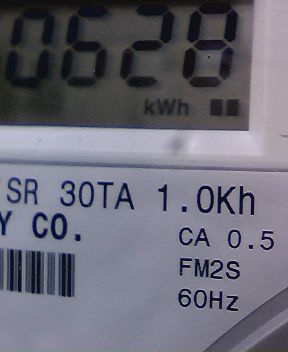 0628
kWh
SR 30TA 1.0Kh
Y CO.
CA 0.5
FM2S
60Hz